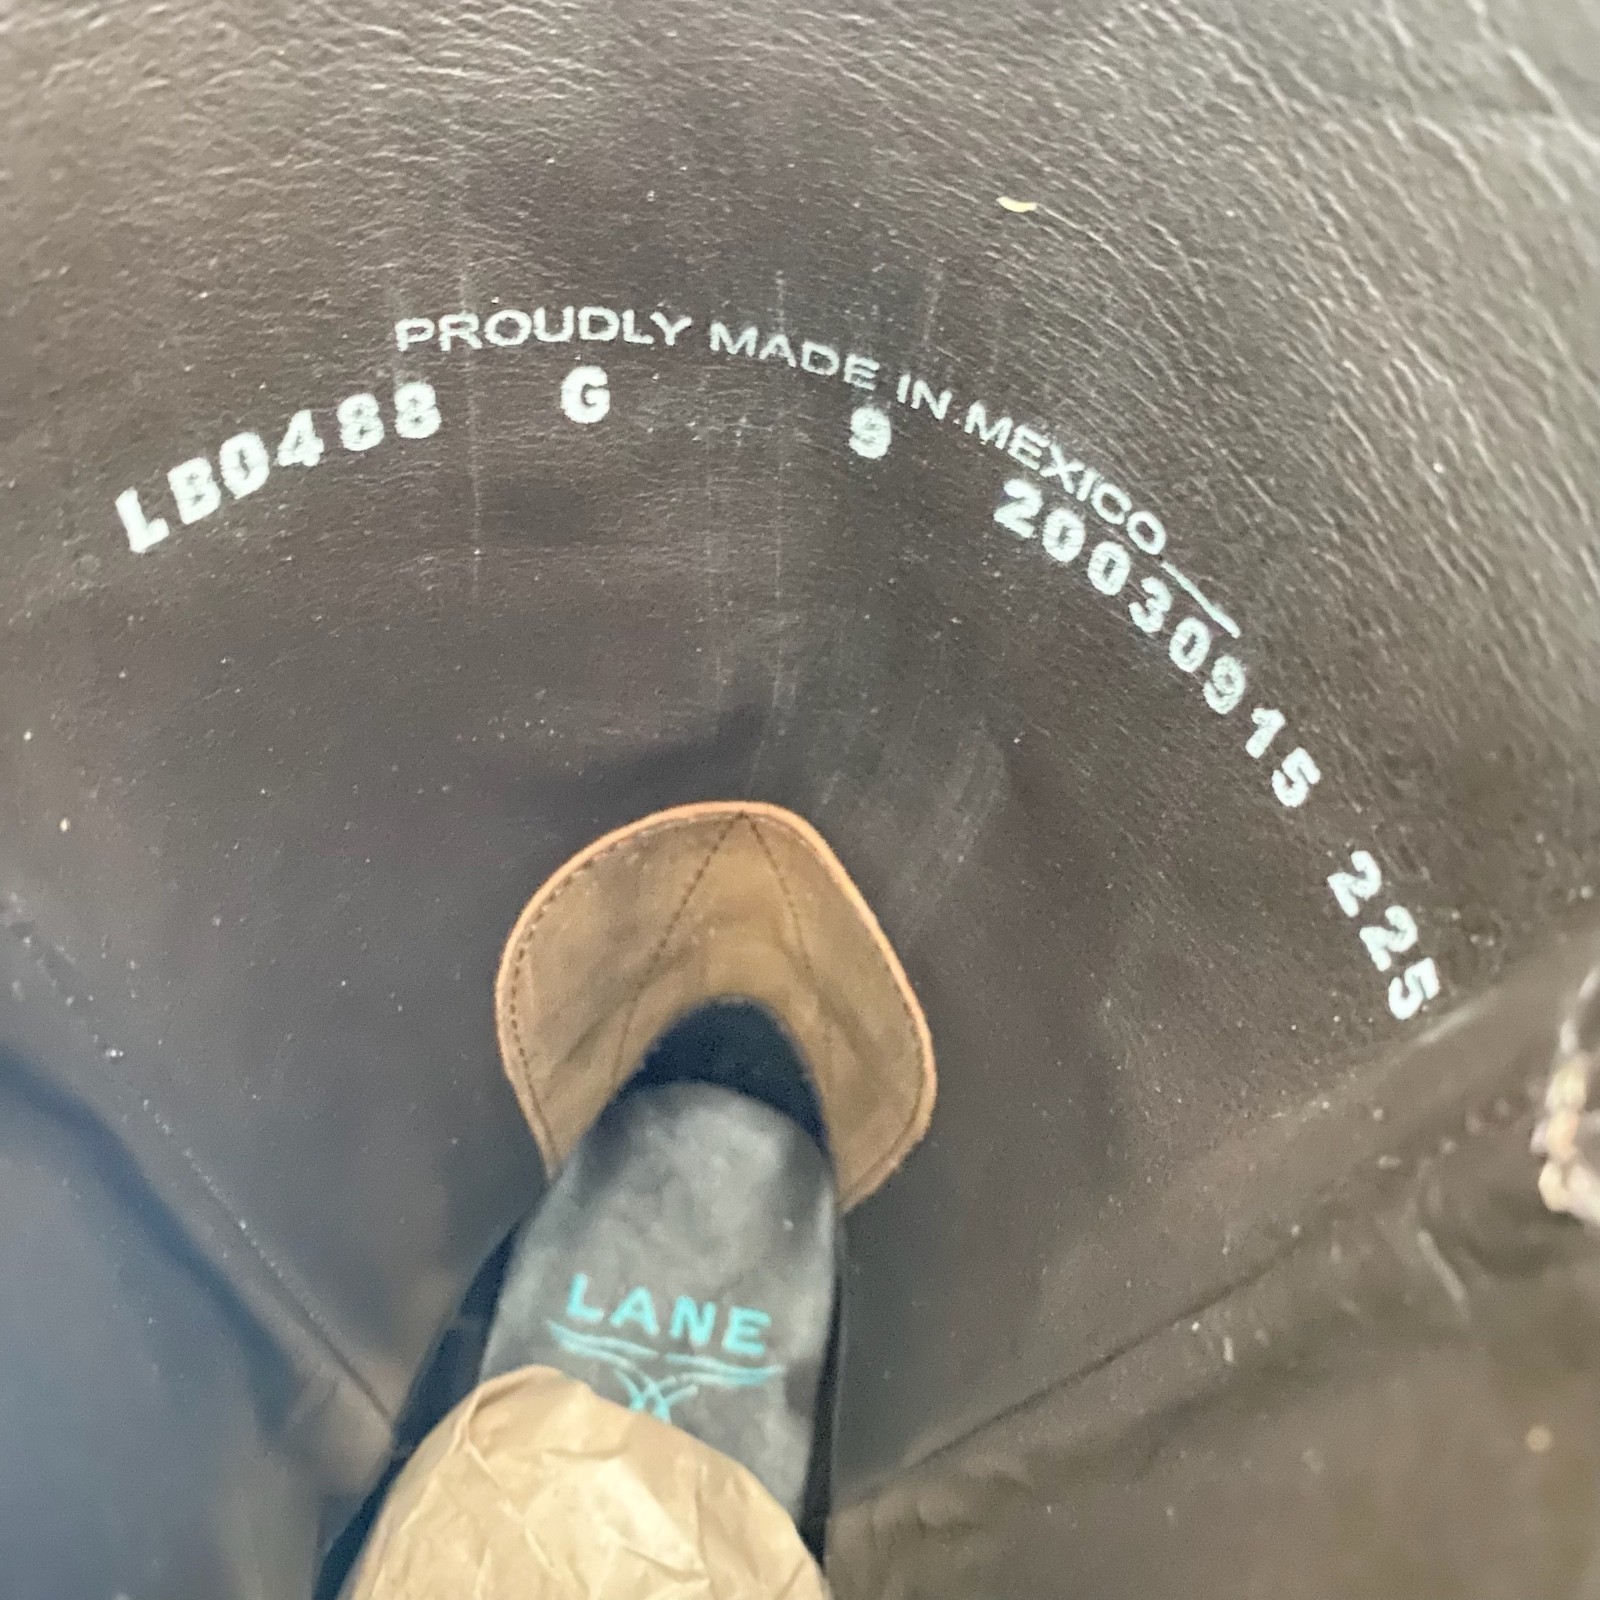 PROUDLY MADE IN MEXICO
LB0488 G 9 20030915 225
LANE